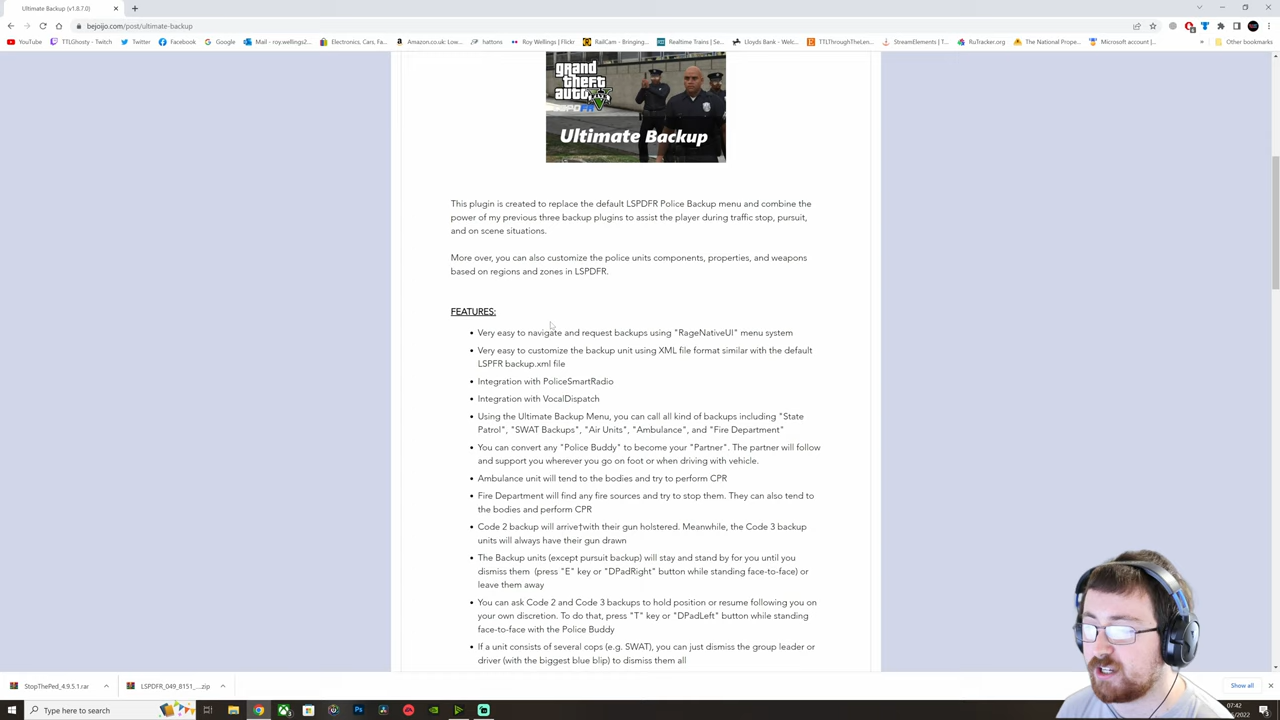 Ultimate Backup (v1.8.7.0)
bejoijo.com/post/ultimate-backup
YouTube TTLGhosty - Twitch Twitter Facebook Google Mail - roy.wellings2... Electronics, Cars, Fa... Amazon.co.uk: Low... hattons Roy Wellings | Flickr RailCam - Bringing... Realtime Trains | Se... Lloyds Bank - Welc... TTLThroughTheLen... StreamElements - T... RuTracker.org The National Prope... Microsoft account |... » Other bookmarks
grand
theft
auto V
LSPDFR
Ultimate Backup
This plugin is created to replace the default LSPDFR Police Backup menu and combine the
power of my previous three backup plugins to assist the player during traffic stop, pursuit,
and on scene situations.
More over, you can also customize the police units components, properties, and weapons
based on regions and zones in LSPDFR.
FEATURES:
• Very easy to navigate and request backups using "RageNativeUI" menu system
• Very easy to customize the backup unit using XML file format similar with the default
LSPFR backup.xml file
• Integration with PoliceSmartRadio
• Integration with VocalDispatch
• Using the Ultimate Backup Menu, you can call all kind of backups including "State
Patrol", "SWAT Backups", "Air Units", "Ambulance", and "Fire Department"
• You can convert any "Police Buddy" to become your "Partner". The partner will follow
and support you wherever you go on foot or when driving with vehicle.
• Ambulance unit will tend to the bodies and try to perform CPR
• Fire Department will find any fire sources and try to stop them. They can also tend to
the bodies and perform CPR
• Code 2 backup will arrive†with their gun holstered. Meanwhile, the Code 3 backup
units will always have their gun drawn
• The Backup units (except pursuit backup) will stay and stand by for you until you
dismiss them (press "E" key or "DPadRight" button while standing face-to-face) or
leave them away
• You can ask Code 2 and Code 3 backups to hold position or resume following you on
your own discretion. To do that, press "T" key or "DPadLeft" button while standing
face-to-face with the Police Buddy
• If a unit consists of several cops (e.g. SWAT), you can just dismiss the group leader or
driver (with the biggest blue blip) to dismiss them all
StopThePed_4.9.5.1.rar LSPDFR_049_8151_....zip Show all
Type here to search
07:42